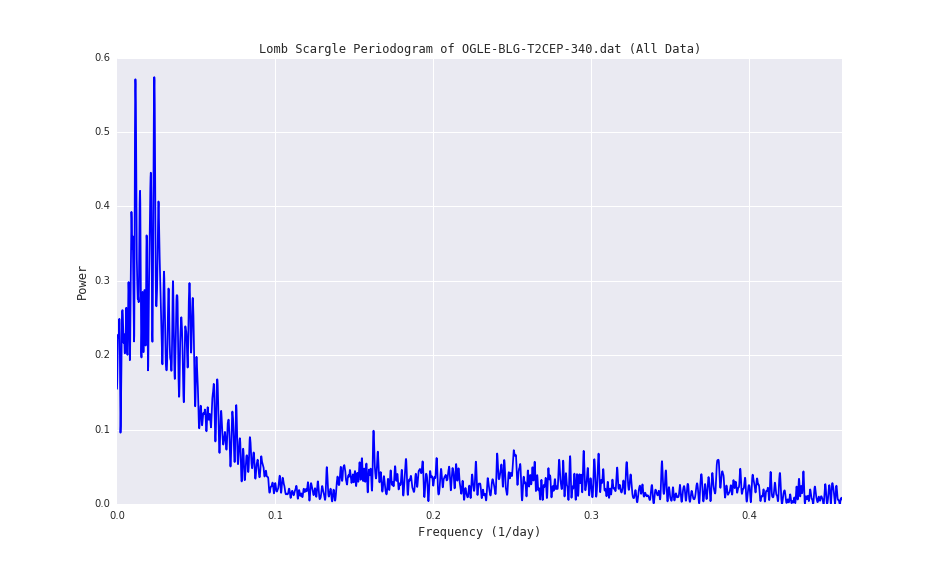 Lomb Scargle Periodogram of OGLE-BLG-T2CEP-340.dat (All Data)
0.6
0.5
0.4
0.3
0.2
0.1
0.0
Power
0.0 0.1 0.2 0.3 0.4
Frequency (1/day)